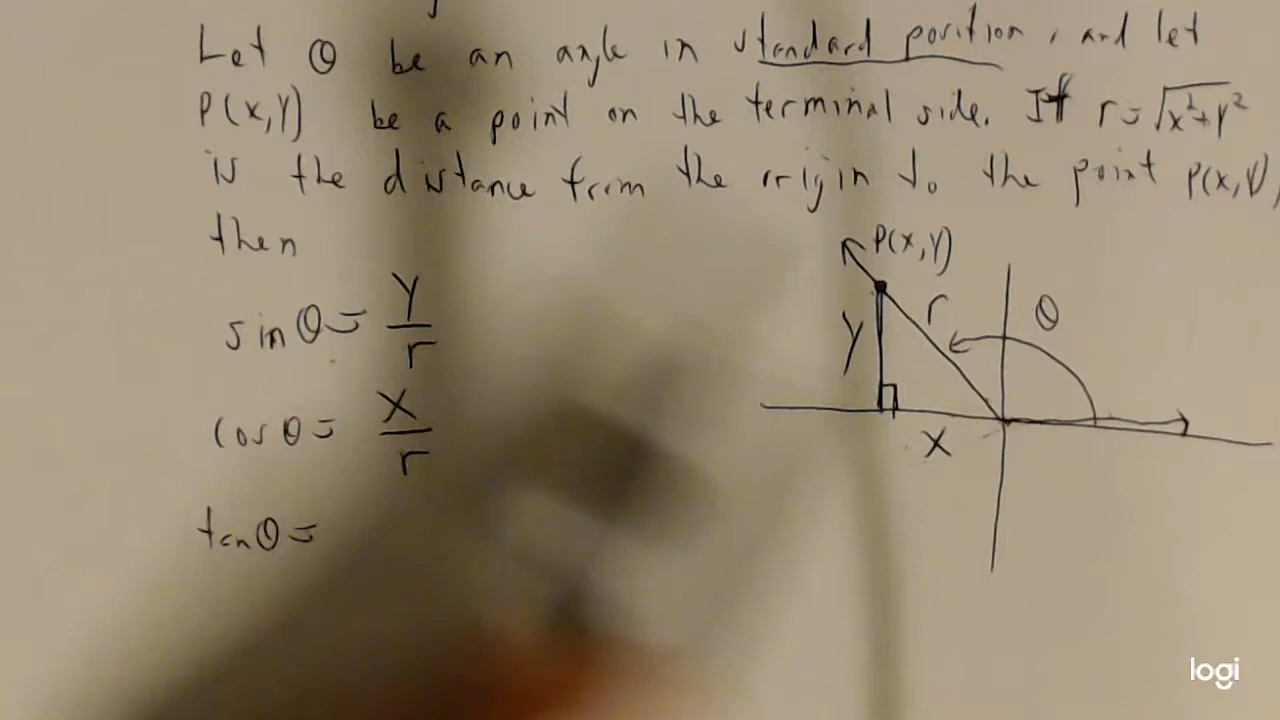 Let θ be an angle in standard position, and let
P(x,y) be a point on the terminal side. If r = √x²+y²
is the distance from the origin to the point P(x,y),
then
P(x,y)
sin θ = y/r
y r θ
cos θ = x/r
x
tan θ =
logi